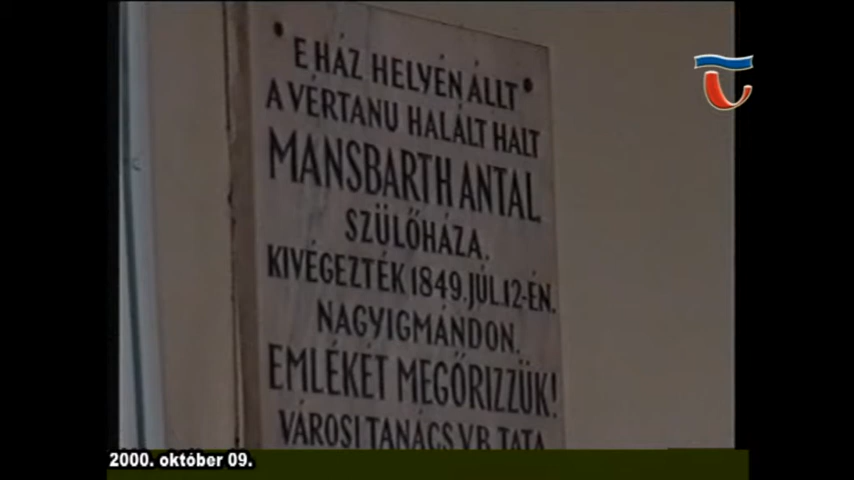 E HÁZ HELYÉN ÁLLT
A VÉRTANU HALÁLT HALT
MANSBARTH ANTAL
SZÜLŐHÁZA.
KIVÉGEZTÉK 1849. JÚL. 12-ÉN.
NAGYIGMÁNDON.
EMLÉKÉT MEGŐRIZZÜK!
VÁROSI TANÁCS V.B. TATA
2000. október 09.